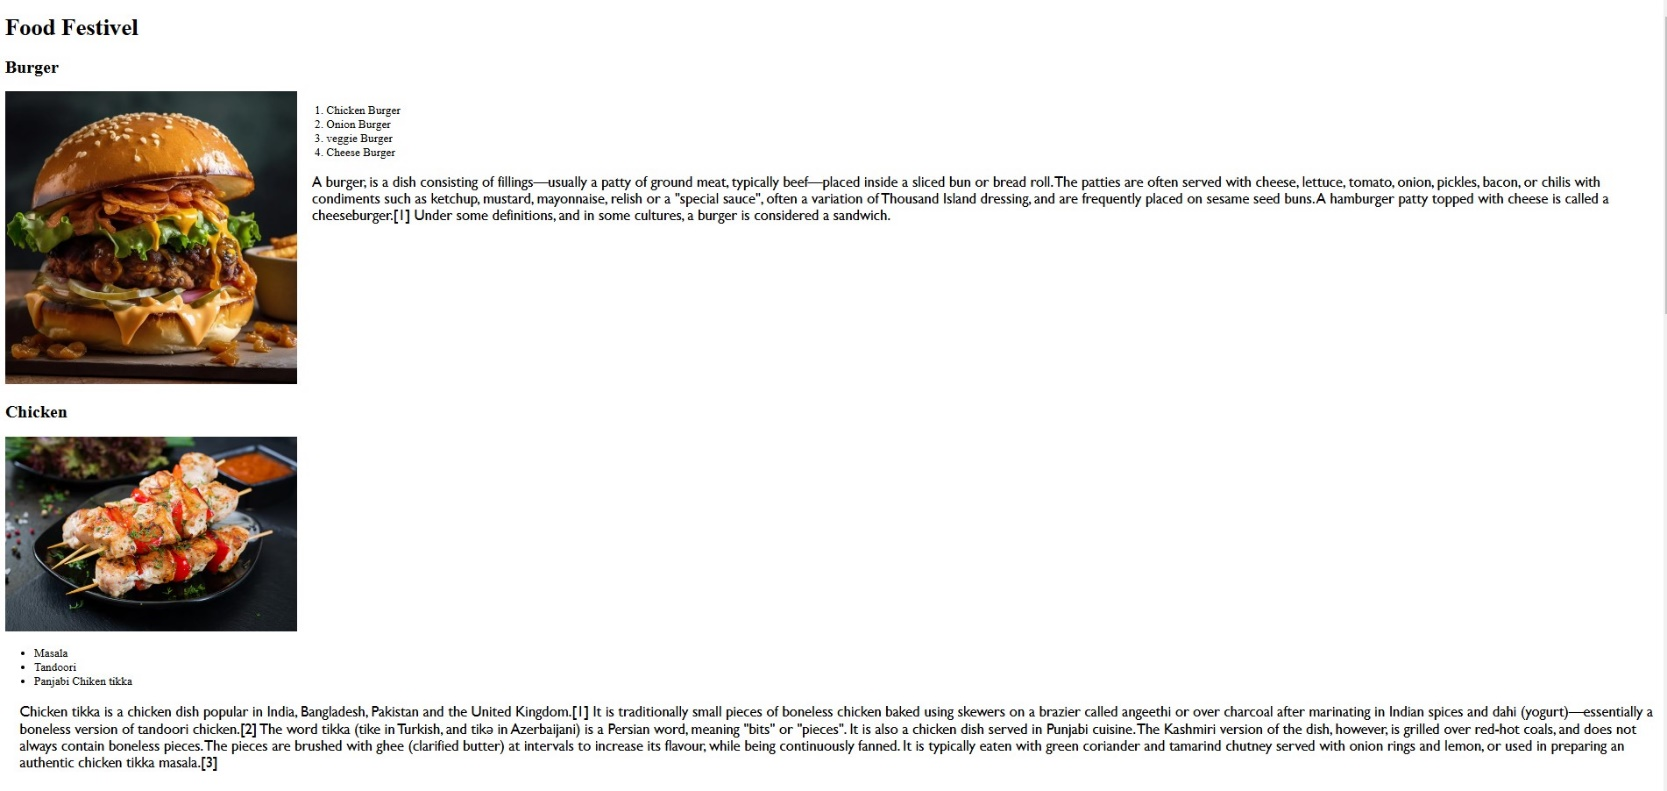 Food Festivel
Burger
1. Chicken Burger
2. Onion Burger
3. veggie Burger
4. Cheese Burger
A burger, is a dish consisting of fillings—usually a patty of ground meat, typically beef—placed inside a sliced bun or bread roll. The patties are often served with cheese, lettuce, tomato, onion, pickles, bacon, or chilis with
condiments such as ketchup, mustard, mayonnaise, relish or a "special sauce", often a variation of Thousand Island dressing, and are frequently placed on sesame seed buns. A hamburger patty topped with cheese is called a
cheeseburger.[1] Under some definitions, and in some cultures, a burger is considered a sandwich.
Chicken
• Masala
• Tandoori
• Panjabi Chiken tikka
Chicken tikka is a chicken dish popular in India, Bangladesh, Pakistan and the United Kingdom.[1] It is traditionally small pieces of boneless chicken baked using skewers on a brazier called angeethi or over charcoal after marinating in Indian spices and dahi (yogurt)—essentially a
boneless version of tandoori chicken.[2] The word tikka (tike in Turkish, and tikə in Azerbaijani) is a Persian word, meaning "bits" or "pieces". It is also a chicken dish served in Punjabi cuisine. The Kashmiri version of the dish, however, is grilled over red-hot coals, and does not
always contain boneless pieces. The pieces are brushed with ghee (clarified butter) at intervals to increase its flavour, while being continuously fanned. It is typically eaten with green coriander and tamarind chutney served with onion rings and lemon, or used in preparing an
authentic chicken tikka masala.[3]